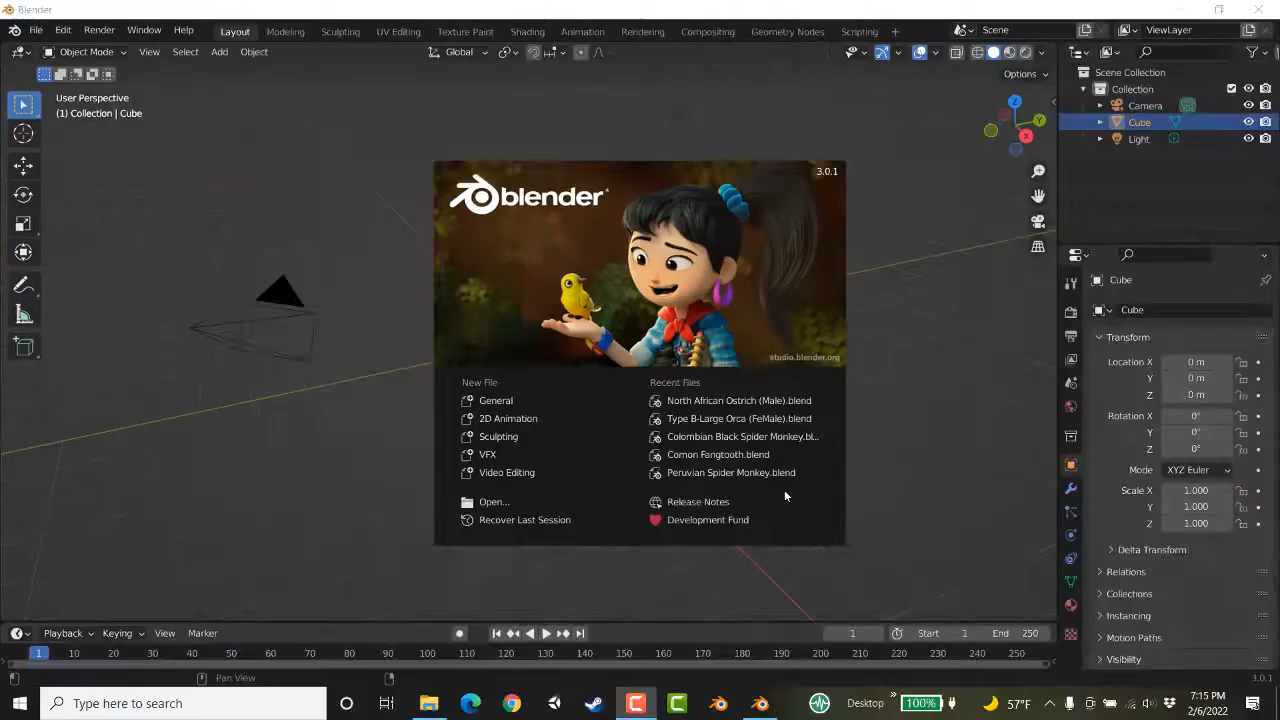 Blender
File Edit Render Window Help Layout Modeling Sculpting UV Editing Texture Paint Shading Animation Rendering Compositing Geometry Nodes Scripting + Scene ViewLayer
Object Mode View Select Add Object Global
Options
User Perspective
(1) Collection | Cube
Z
Y
X
Scene Collection
Collection
Camera
Cube
Light
blender
3.0.1
studio.blender.org
New File
General
2D Animation
Sculpting
VFX
Video Editing
Open...
Recover Last Session
Recent Files
North African Ostrich (Male).blend
Type B-Large Orca (FeMale).blend
Colombian Black Spider Monkey.bl...
Comon Fangtooth.blend
Peruvian Spider Monkey.blend
Release Notes
Development Fund
Cube
Cube
Transform
Location X 0 m
Y 0 m
Z 0 m
Rotation X 0°
Y 0°
Z 0°
Mode XYZ Euler
Scale X 1.000
Y 1.000
Z 1.000
Delta Transform
Relations
Collections
Instancing
Motion Paths
Visibility
Playback Keying View Marker 1 Start 1 End 250
1 10 20 30 40 50 60 70 80 90 100 110 120 130 140 150 160 170 180 190 200 210 220 230 240 250
Pan View 3.0.1
Type here to search Desktop 100% 57°F 7:15 PM
2/6/2022